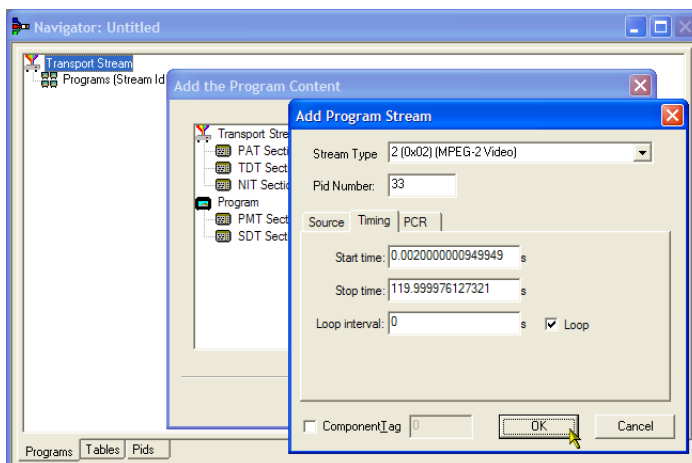 Navigator: Untitled
Transport Stream
Programs (Stream Id
Add the Program Content
Transport Stre
PAT Secti
TDT Sect
NIT Sectio
Program
PMT Sect
SDT Sect
Add Program Stream
Stream Type 2 (0x02) (MPEG-2 Video)
Pid Number: 33
Source Timing PCR
Start time: 0.0020000000949949 s
Stop time: 119.999976127321 s
Loop interval: 0 s Loop
ComponentTag 0 OK Cancel
Programs Tables Pids